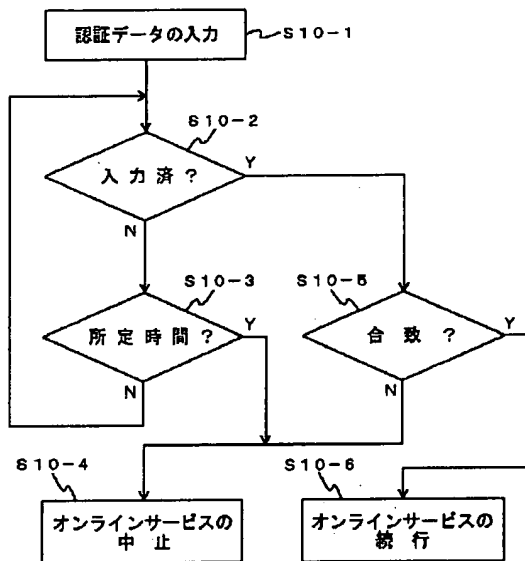 認証データの入力
S10-1
S10-2
入力済?
Y
N
S10-3
所定時間?
Y
N
S10-5
合数?
Y
N
S10-4
オンラインサービスの
中止
S10-6
オンラインサービスの
続行